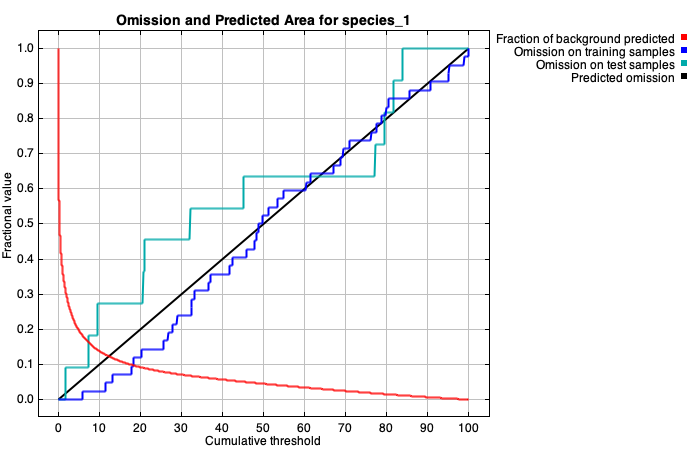 Omission and Predicted Area for species_1
Fraction of background predicted
Omission on training samples
Omission on test samples
Predicted omission
Fractional value
1.0
0.9
0.8
0.7
0.6
0.5
0.4
0.3
0.2
0.1
0.0
0 10 20 30 40 50 60 70 80 90 100
Cumulative threshold